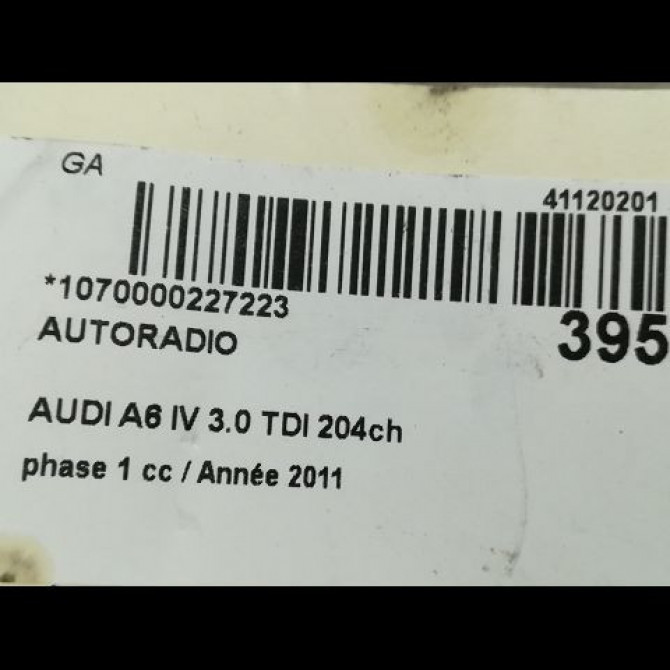 GA
41120201
*1070000227223
395
AUTORADIO
AUDI A6 IV 3.0 TDI 204ch
phase 1 cc / Année 2011